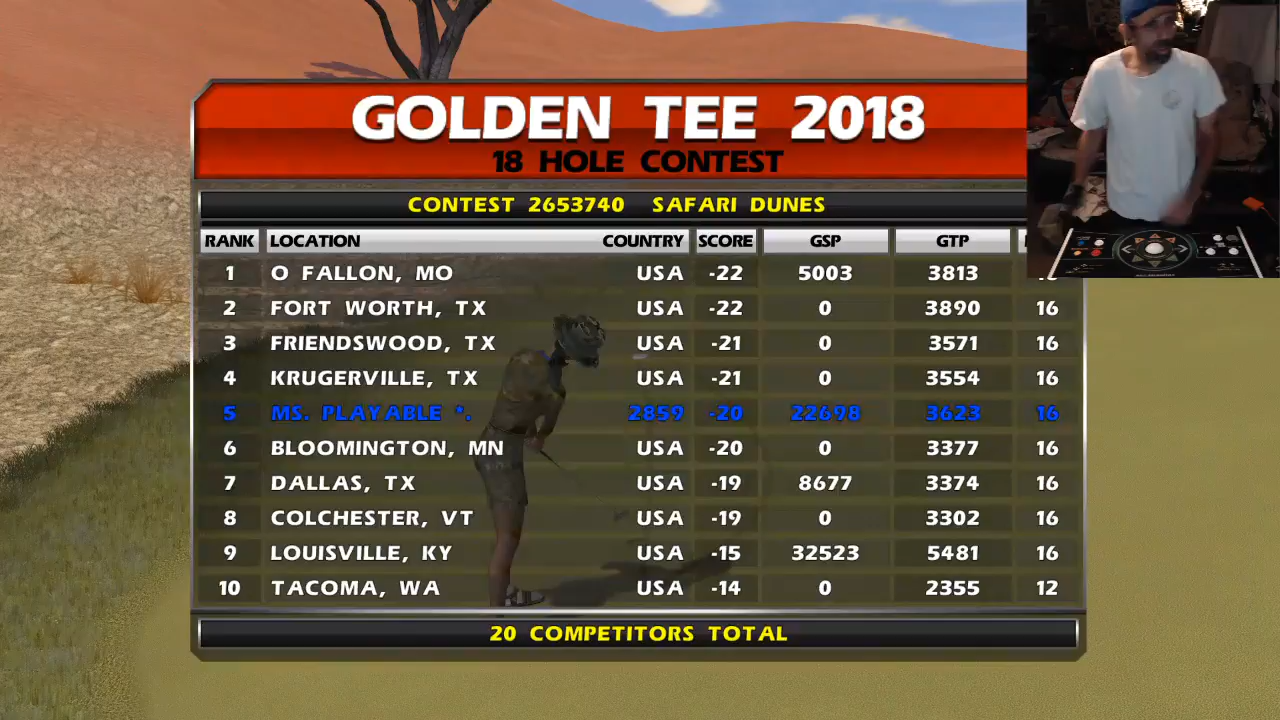 GOLDEN TEE 2018
18 HOLE CONTEST
CONTEST 2653740 SAFARI DUNES
RANK LOCATION COUNTRY SCORE GSP GTP
1 O FALLON, MO USA -22 5003 3813
2 FORT WORTH, TX USA -22 0 3890 16
3 FRIENDSWOOD, TX USA -21 0 3571 16
4 KRUGERVILLE, TX USA -21 0 3554 16
5 MS. PLAYABLE *. 2859 -20 22698 3623 16
6 BLOOMINGTON, MN USA -20 0 3377 16
7 DALLAS, TX USA -19 8677 3374 16
8 COLCHESTER, VT USA -19 0 3302 16
9 LOUISVILLE, KY USA -15 32523 5481 16
10 TACOMA, WA USA -14 0 2355 12
20 COMPETITORS TOTAL